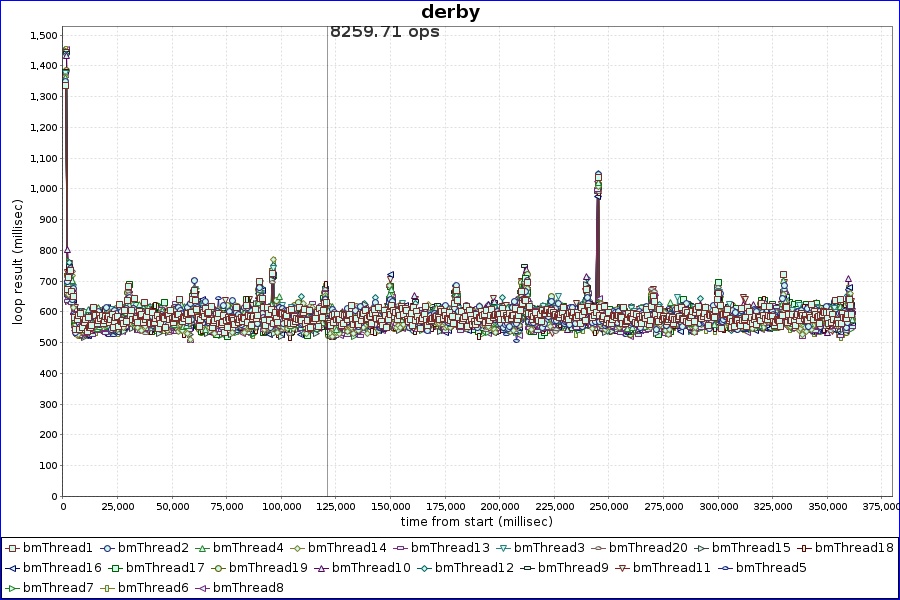 derby
8259.71 ops
1,500
1,400
1,300
1,200
1,100
1,000
900
800
700
600
500
400
300
200
100
0
loop result (millisec)
0 25,000 50,000 75,000 100,000 125,000 150,000 175,000 200,000 225,000 250,000 275,000 300,000 325,000 350,000 375,000
time from start (millisec)
bmThread1 bmThread2 bmThread4 bmThread14 bmThread13 bmThread3 bmThread20 bmThread15 bmThread18
bmThread16 bmThread17 bmThread19 bmThread10 bmThread12 bmThread9 bmThread11 bmThread5
bmThread7 bmThread6 bmThread8